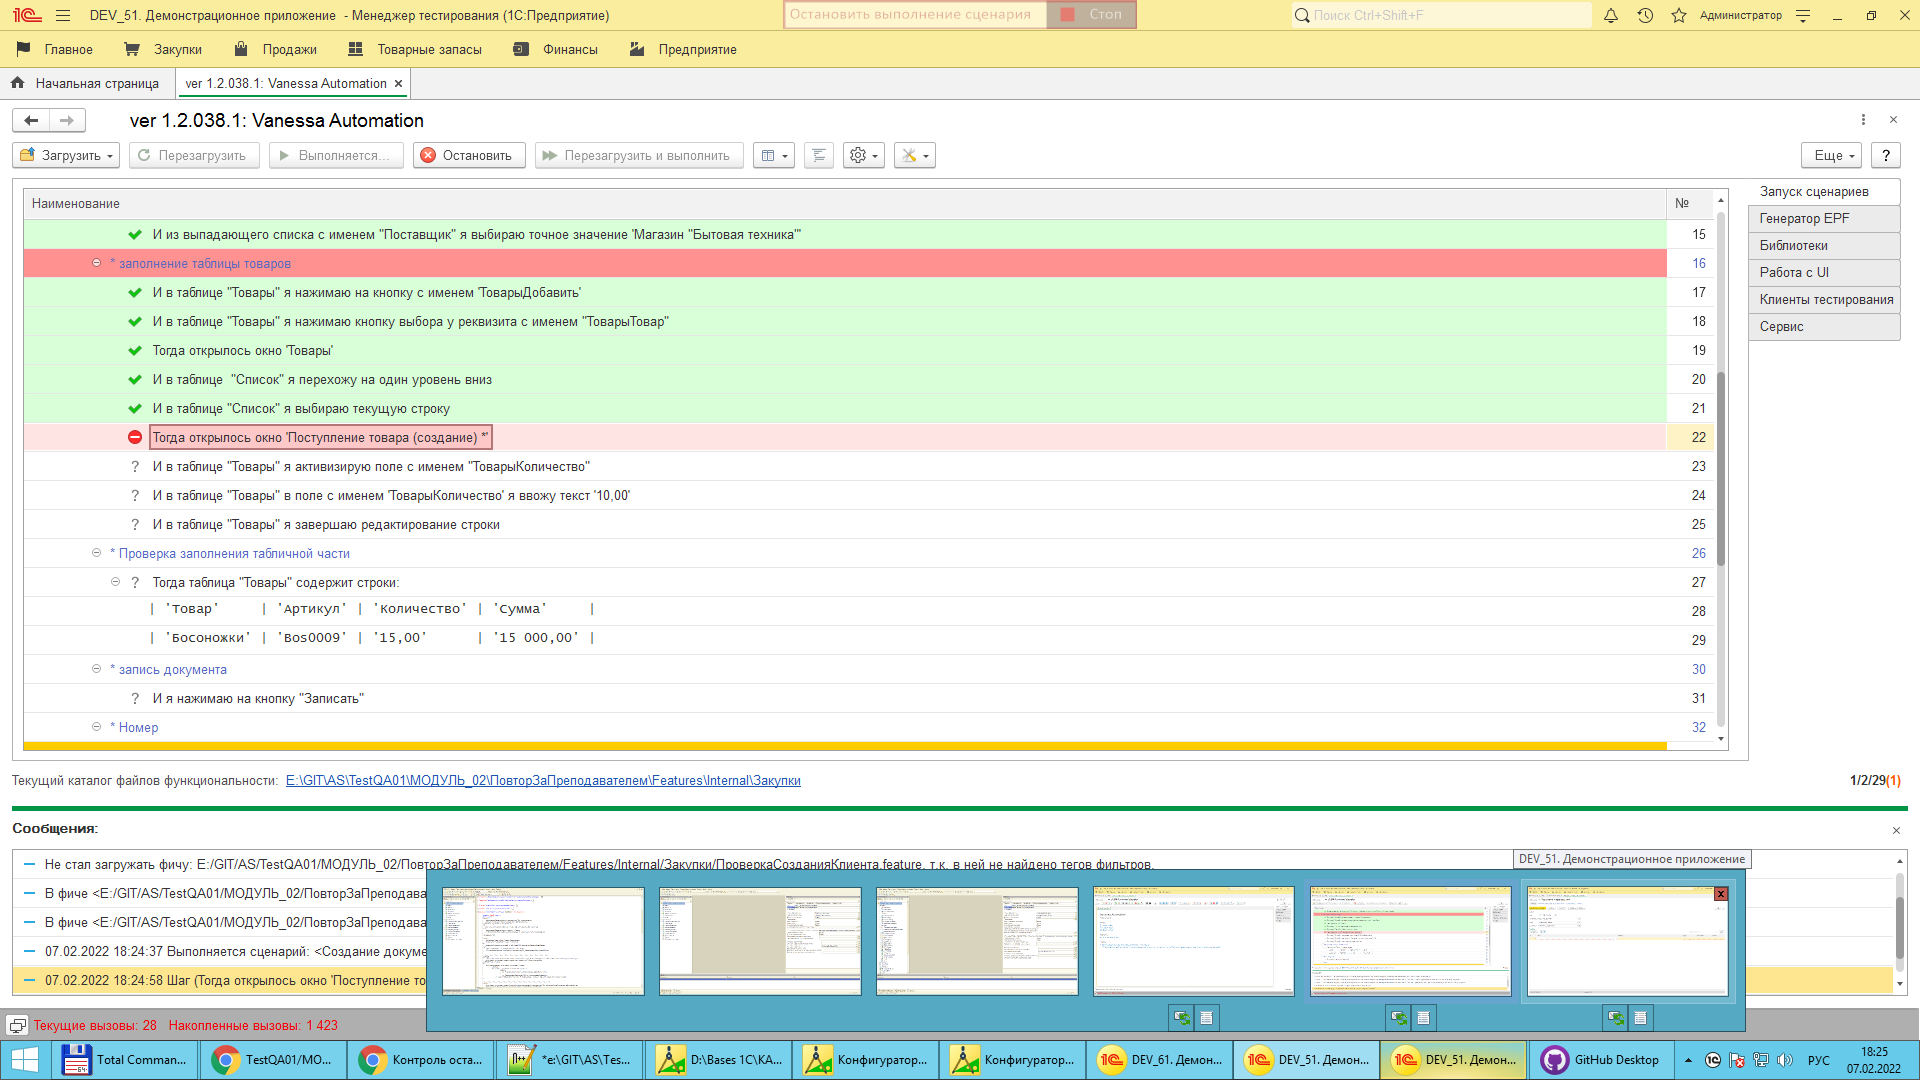 DEV_51. Демонстрационное приложение - Менеджер тестирования (1С:Предприятие)
Остановить выполнение сценария Стоп
Поиск Ctrl+Shift+F
Администратор
Главное Закупки Продажи Товарные запасы Финансы Предприятие
Начальная страница
ver 1.2.038.1: Vanessa Automation ×
ver 1.2.038.1: Vanessa Automation
Загрузить Перезагрузить Выполняется... Остановить Перезагрузить и выполнить Еще ?
Наименование №
И из выпадающего списка с именем "Поставщик" я выбираю точное значение 'Магазин "Бытовая техника"' 15
* заполнение таблицы товаров 16
И в таблице "Товары" я нажимаю на кнопку с именем 'ТоварыДобавить' 17
И в таблице "Товары" я нажимаю кнопку выбора у реквизита с именем "ТоварыТовар" 18
Тогда открылось окно 'Товары' 19
И в таблице  "Список" я перехожу на один уровень вниз 20
И в таблице "Список" я выбираю текущую строку 21
Тогда открылось окно 'Поступление товара (создание) *' 22
? И в таблице "Товары" я активизирую поле с именем "ТоварыКоличество" 23
? И в таблице "Товары" в поле с именем 'ТоварыКоличество' я ввожу текст '10,00' 24
? И в таблице "Товары" я завершаю редактирование строки 25
* Проверка заполнения табличной части 26
? Тогда таблица "Товары" содержит строки: 27
| 'Товар' | 'Артикул' | 'Количество' | 'Сумма' | 28
| 'Босоножки' | 'Bos0009' | '15,00' | '15 000,00' | 29
* запись документа 30
? И я нажимаю на кнопку "Записать" 31
* Номер 32
Запуск сценариев
Генератор EPF
Библиотеки
Работа с UI
Клиенты тестирования
Сервис
Текущий каталог файлов функциональности: E:\GIT\AS\TestQA01\МОДУЛЬ_02\ПовторЗаПреподавателем\Features\Internal\Закупки 1/2/29(1)
Сообщения:
Не стал загружать фичу: E:/GIT/AS/TestQA01/МОДУЛЬ_02/ПовторЗаПреподавателем/Features/Internal/Закупки/ПроверкаСозданияКлиента.feature, т.к. в ней не найдено тегов фильтров.
DEV_51. Демонстрационное приложение
В фиче <E:/GIT/AS/TestQA01/МОДУЛЬ_02/ПовторЗаПреподава
В фиче <E:/GIT/AS/TestQA01/МОДУЛЬ_02/ПовторЗаПреподава
07.02.2022 18:24:37 Выполняется сценарий: <Создание докуме
07.02.2022 18:24:58 Шаг (Тогда открылось окно 'Поступление то
Текущие вызовы: 28 Накопленные вызовы: 1 423
Total Comman... TestQA01/МО... Контроль оста... *e:\GIT\AS\Tes... D:\Bases 1C\КА... Конфигуратор... Конфигуратор... DEV_61. Демон... DEV_51. Демон... DEV_51. Демон... GitHub Desktop РУС 18:25
07.02.2022